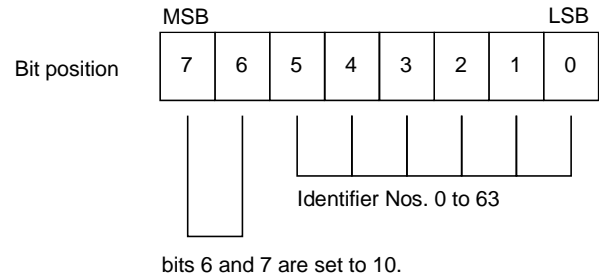 MSB LSB
Bit position 7 6 5 4 3 2 1 0
Identifier Nos. 0 to 63
bits 6 and 7 are set to 10.